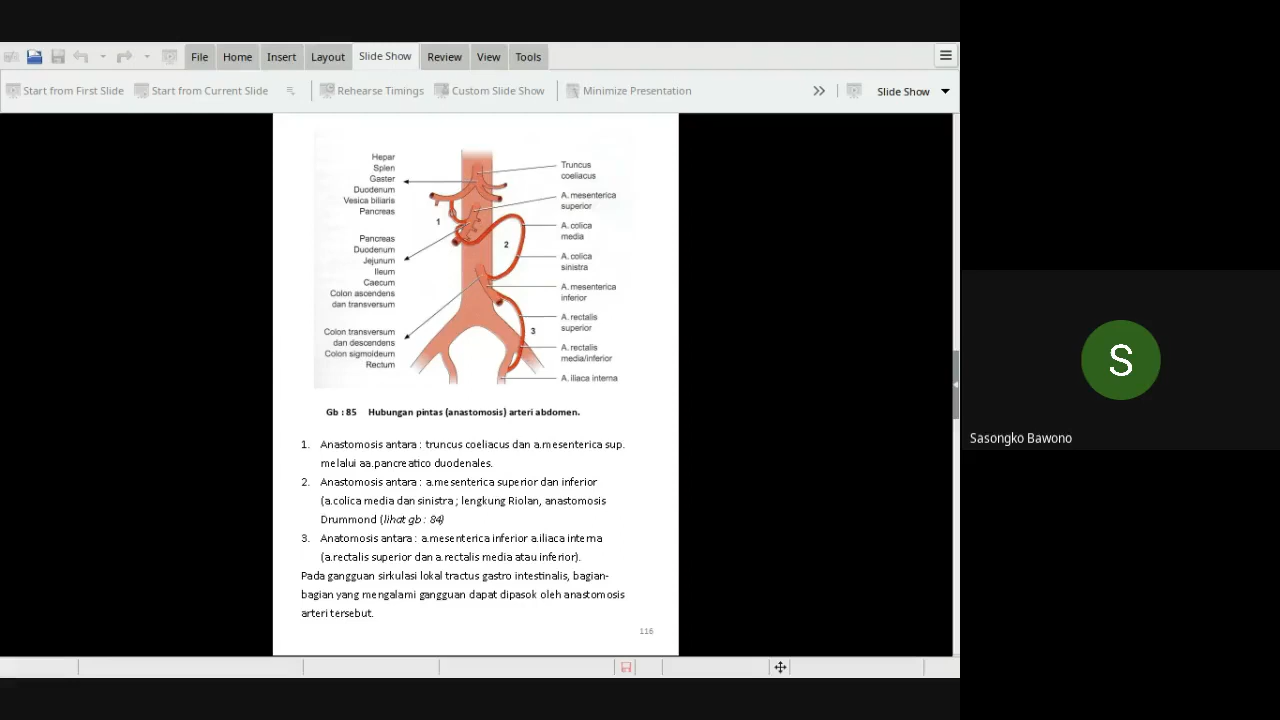 File Home Insert Layout Slide Show Review View Tools
Start from First Slide Start from Current Slide Rehearse Timings Custom Slide Show Minimize Presentation Slide Show
Hepar
Splen
Gaster
Duodenum
Vesica biliaris
Pancreas
Pancreas
Duodenum
Jejunum
Ileum
Caecum
Colon ascendens
dan transversum
Colon transversum
dan descendens
Colon sigmoideum
Rectum
1
2
3
Truncus
coeliacus
A. mesenterica
superior
A. colica
media
A. colica
sinistra
A. mesenterica
inferior
A. rectalis
superior
A. rectalis
media/inferior
A. iliaca interna
Gb : 85 Hubungan pintas (anastomosis) arteri abdomen.
1. Anastomosis antara : truncus coeliacus dan a.mesenterica sup.
melalui aa.pancreatico duodenales.
2. Anastomosis antara : a.mesenterica superior dan inferior
(a.colica media dan sinistra ; lengkung Riolan, anastomosis
Drummond (lihat gb : 84)
3. Anatomosis antara : a.mesenterica inferior a.iliaca interna
(a.rectalis superior dan a.rectalis media atau inferior).
Pada gangguan sirkulasi lokal tractus gastro intestinalis, bagian-
bagian yang mengalami gangguan dapat dipasok oleh anastomosis
arteri tersebut.
116
S
Sasongko Bawono